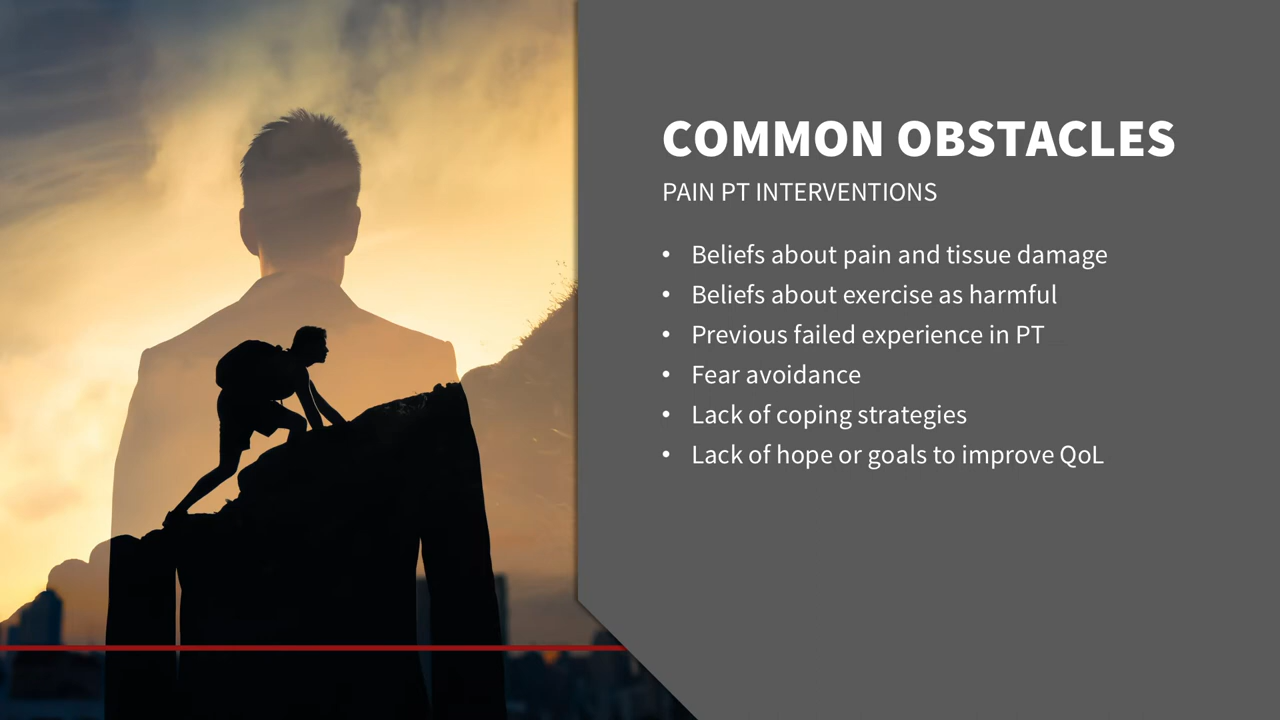 COMMON OBSTACLES
PAIN PT INTERVENTIONS
• Beliefs about pain and tissue damage
• Beliefs about exercise as harmful
• Previous failed experience in PT
• Fear avoidance
• Lack of coping strategies
• Lack of hope or goals to improve QoL